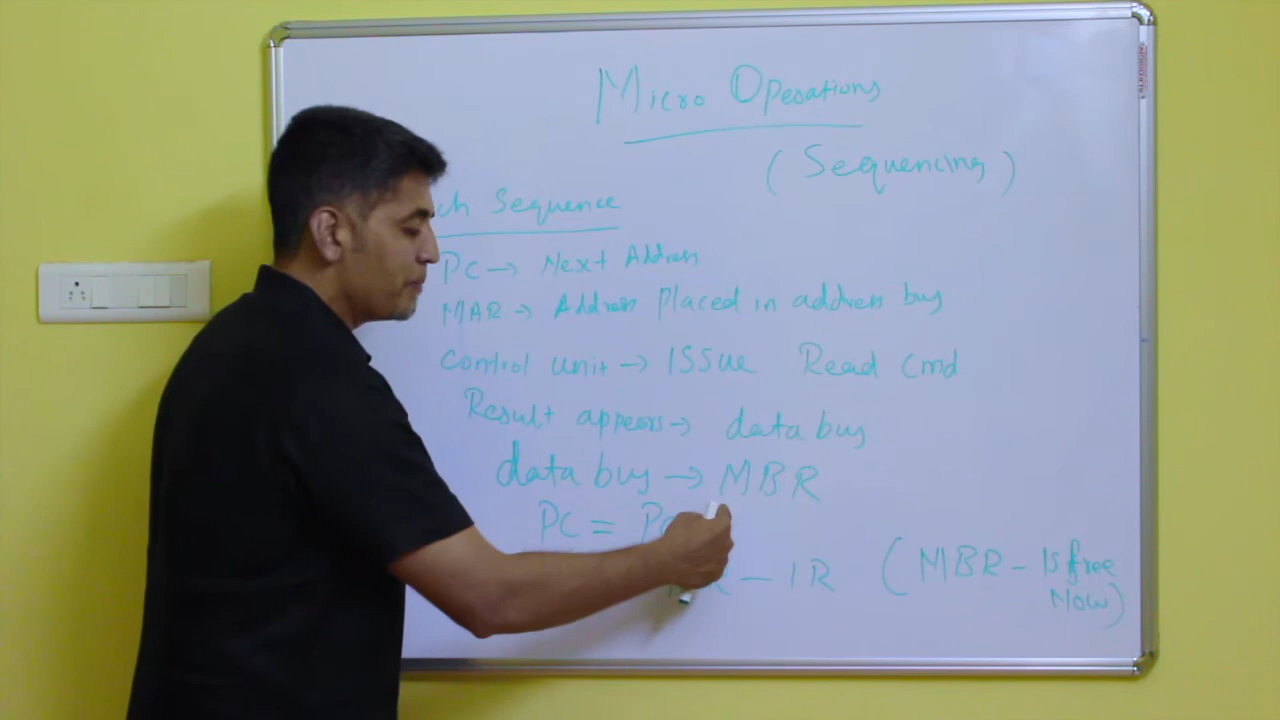 Micro Operations
(Sequencing)
ch Sequence
PC → Next Address
MAR → Address Placed in address bus
Control Unit → ISSue Read Cmd
Result appears → data bus
data bus → MBR
PC = PC
R - IR (MBR - Is free
Now)